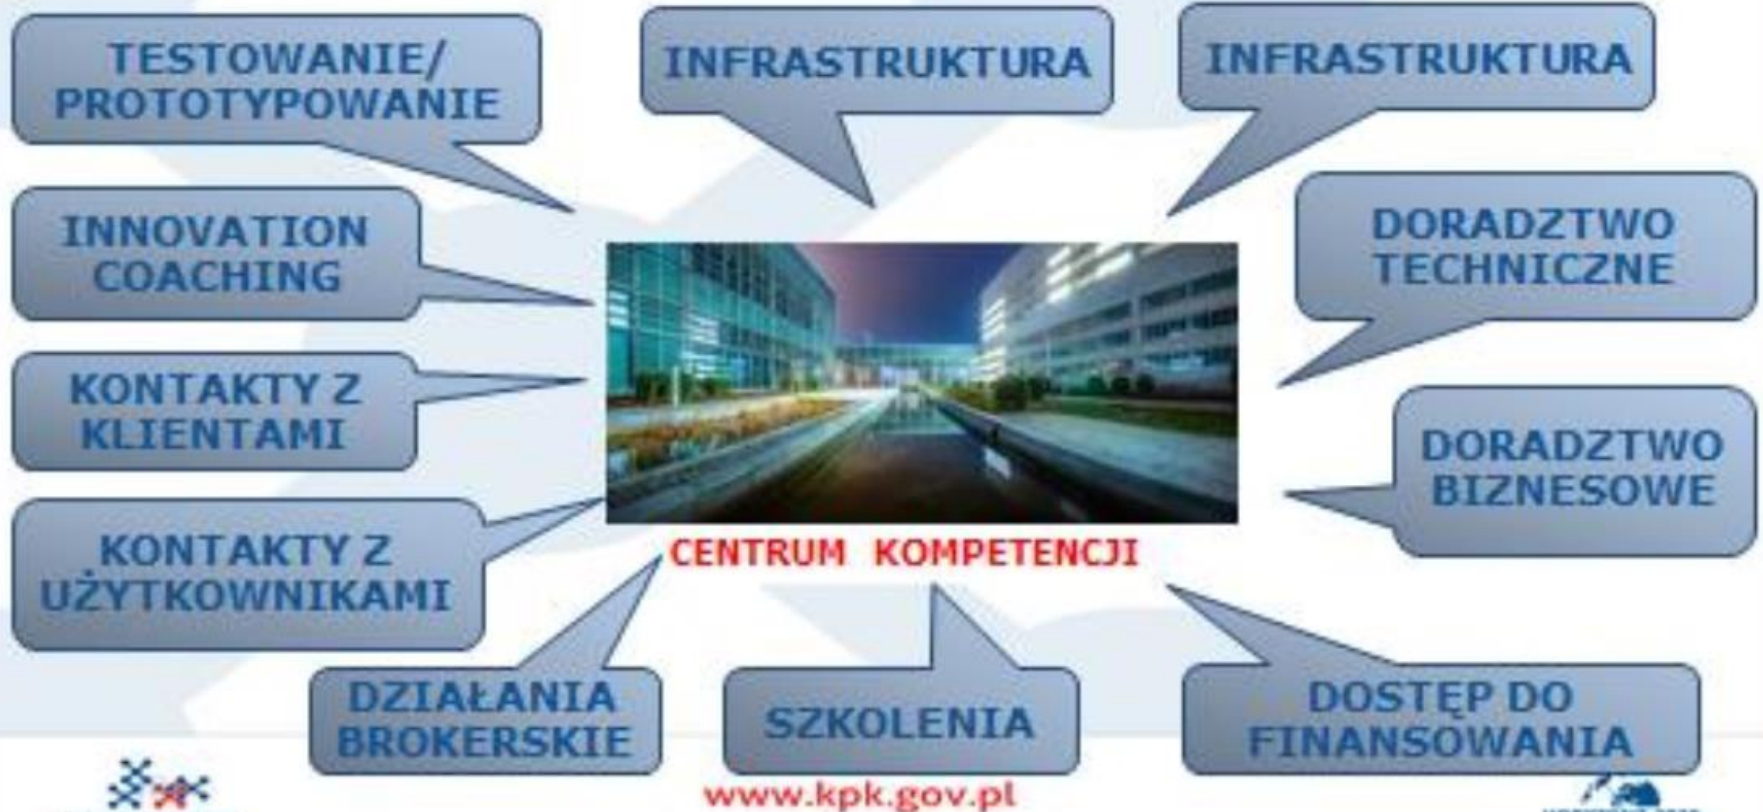 TESTOWANIE/
PROTOTYPOWANIE
INFRASTRUKTURA
INFRASTRUKTURA
INNOVATION
COACHING
DORADZTWO
TECHNICZNE
KONTAKTY Z
KLIENTAMI
DORADZTWO
BIZNESOWE
KONTAKTY Z
UŻYTKOWNIKAMI
CENTRUM KOMPETENCJI
DZIAŁANIA
BROKERSKIE
SZKOLENIA
DOSTĘP DO
FINANSOWANIA
www.kpk.gov.pl